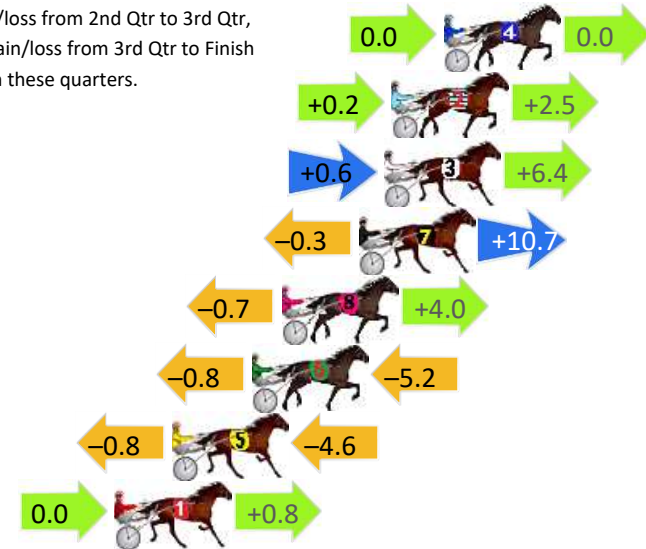 /loss from 2nd Qtr to 3rd Qtr,
ain/loss from 3rd Qtr to Finish
these quarters.
0.0 4 0.0
+0.2 2 +2.5
+0.6 3 +6.4
−0.3 7 +10.7
−0.7 8 +4.0
−0.8 −5.2
−0.8 5 −4.6
0.0 1 +0.8